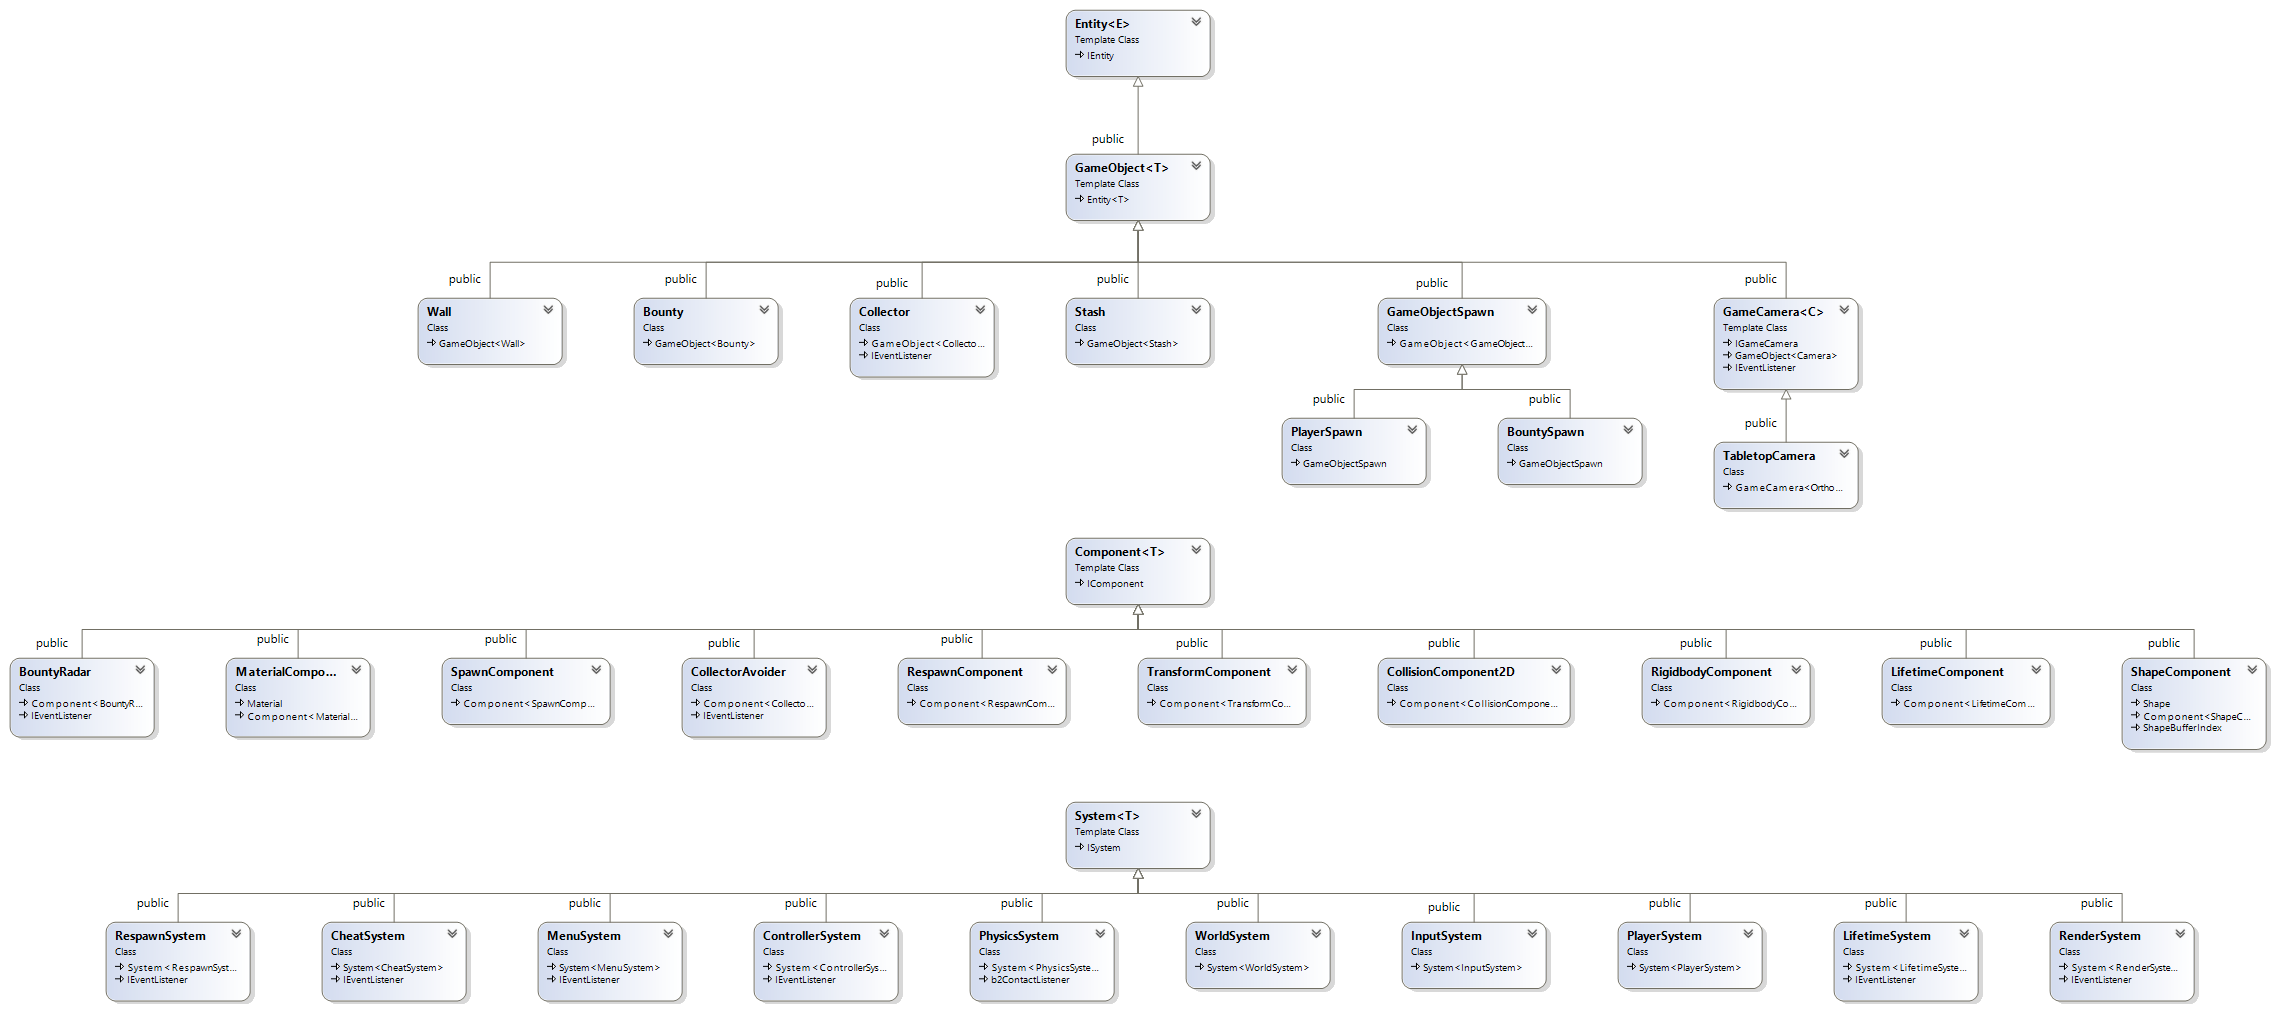 Entity<E>
Template Class
IEntity
public
GameObject<T>
Template Class
Entity<T>
public
public
public
public
public
public
Wall
Class
GameObject<Wall>
Bounty
Class
GameObject<Bounty>
Collector
Class
GameObject<Collecto...
IEventListener
Stash
Class
GameObject<Stash>
GameObjectSpawn
Class
GameObject<GameObject...
GameCamera<C>
Template Class
IGameCamera
GameObject<Camera>
IEventListener
public
public
public
PlayerSpawn
Class
GameObjectSpawn
BountySpawn
Class
GameObjectSpawn
TabletopCamera
Class
GameCamera<Ortho...
Component<T>
Template Class
IComponent
public
public
public
public
public
public
public
public
public
public
BountyRadar
Class
Component<BountyR...
IEventListener
MaterialCompo...
Class
Material
Component<Material...
SpawnComponent
Class
Component<SpawnComp...
CollectorAvoider
Class
Component<Collecto...
IEventListener
RespawnComponent
Class
Component<RespawnCom...
TransformComponent
Class
Component<TransformCo...
CollisionComponent2D
Class
Component<CollisionCompone...
RigidbodyComponent
Class
Component<RigidbodyCo...
LifetimeComponent
Class
Component<LifetimeCom...
ShapeComponent
Class
Shape
Component<ShapeC...
ShapeBufferIndex
System<T>
Template Class
ISystem
public
public
public
public
public
public
public
public
public
public
RespawnSystem
Class
System<RespawnSyst...
IEventListener
CheatSystem
Class
System<CheatSystem>
IEventListener
MenuSystem
Class
System<MenuSystem>
IEventListener
ControllerSystem
Class
System<ControllerSys...
IEventListener
PhysicsSystem
Class
System<PhysicsSyste...
b2ContactListener
WorldSystem
Class
System<WorldSystem>
InputSystem
Class
System<InputSystem>
PlayerSystem
Class
System<PlayerSystem>
LifetimeSystem
Class
System<LifetimeSyste...
IEventListener
RenderSystem
Class
System<RenderSyste...
IEventListener